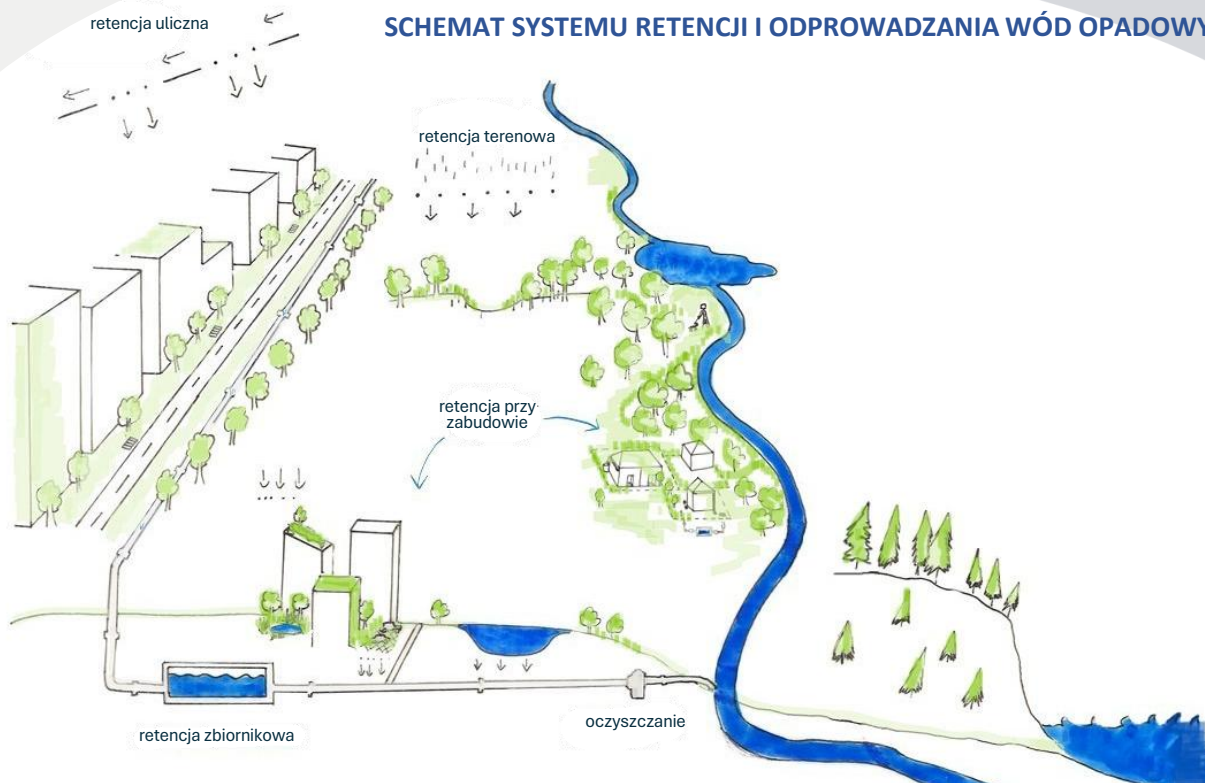 retencja uliczna
SCHEMAT SYSTEMU RETENCJI I ODPROWADZANIA WÓD OPADOWY
retencja terenowa
retencja przy
zabudowie
oczyszczanie
retencja zbiornikowa